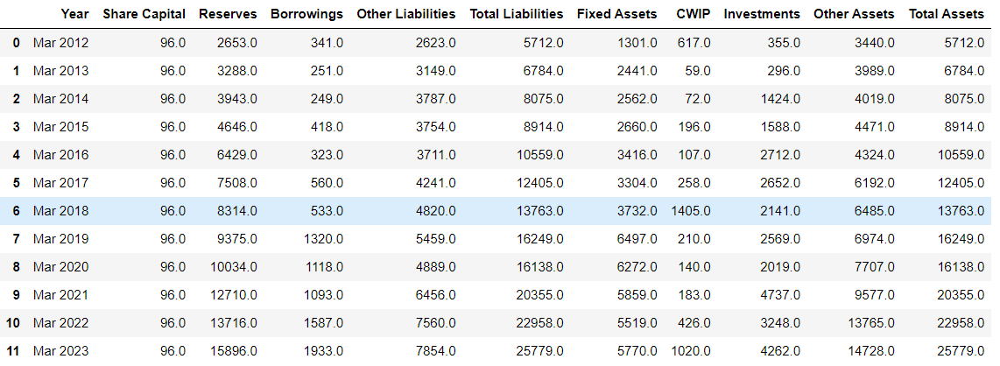 Year Share Capital Reserves Borrowings Other Liabilities Total Liabilities Fixed Assets CWIP Investments Other Assets Total Assets
0 Mar 2012 96.0 2653.0 341.0 2623.0 5712.0 1301.0 617.0 355.0 3440.0 5712.0
1 Mar 2013 96.0 3288.0 251.0 3149.0 6784.0 2441.0 59.0 296.0 3989.0 6784.0
2 Mar 2014 96.0 3943.0 249.0 3787.0 8075.0 2562.0 72.0 1424.0 4019.0 8075.0
3 Mar 2015 96.0 4646.0 418.0 3754.0 8914.0 2660.0 196.0 1588.0 4471.0 8914.0
4 Mar 2016 96.0 6429.0 323.0 3711.0 10559.0 3416.0 107.0 2712.0 4324.0 10559.0
5 Mar 2017 96.0 7508.0 560.0 4241.0 12405.0 3304.0 258.0 2652.0 6192.0 12405.0
6 Mar 2018 96.0 8314.0 533.0 4820.0 13763.0 3732.0 1405.0 2141.0 6485.0 13763.0
7 Mar 2019 96.0 9375.0 1320.0 5459.0 16249.0 6497.0 210.0 2569.0 6974.0 16249.0
8 Mar 2020 96.0 10034.0 1118.0 4889.0 16138.0 6272.0 140.0 2019.0 7707.0 16138.0
9 Mar 2021 96.0 12710.0 1093.0 6456.0 20355.0 5859.0 183.0 4737.0 9577.0 20355.0
10 Mar 2022 96.0 13716.0 1587.0 7560.0 22958.0 5519.0 426.0 3248.0 13765.0 22958.0
11 Mar 2023 96.0 15896.0 1933.0 7854.0 25779.0 5770.0 1020.0 4262.0 14728.0 25779.0